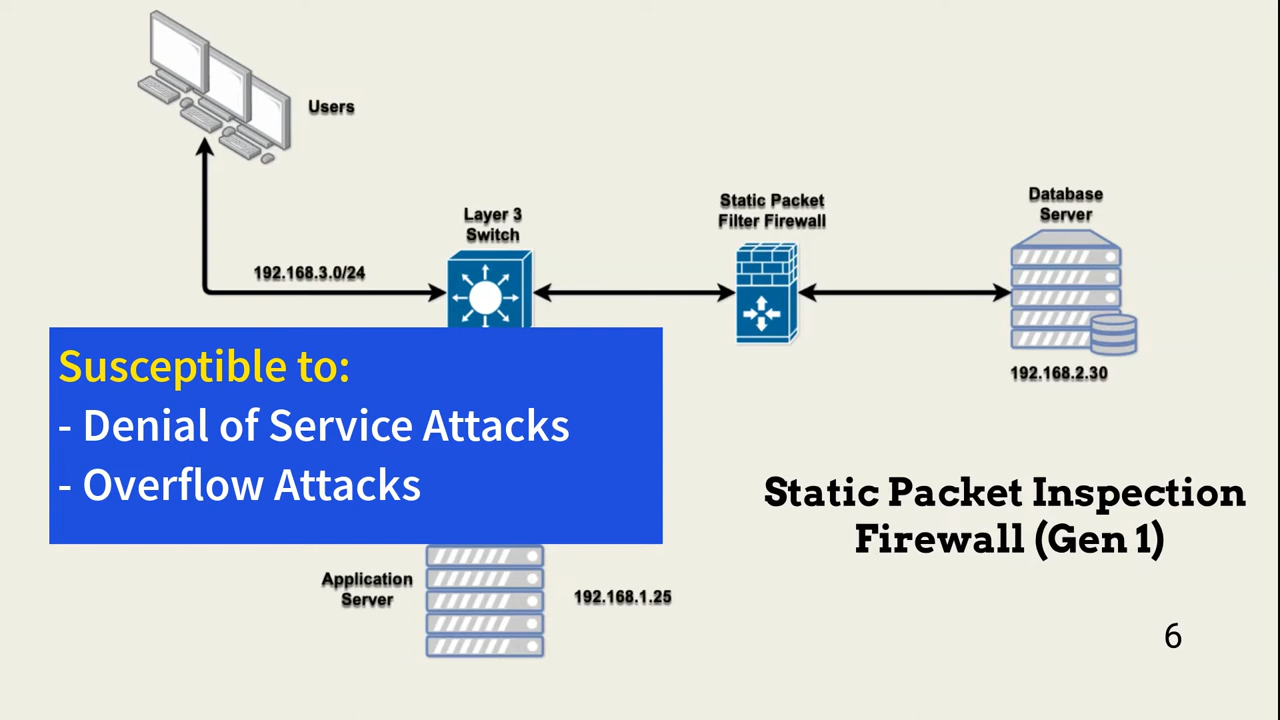 Users
Static Packet
Filter Firewall
Database
Server
Layer 3
Switch
192.168.3.0/24
192.168.2.30
Susceptible to:
- Denial of Service Attacks
- Overflow Attacks
Static Packet Inspection
Firewall (Gen 1)
Application
Server
192.168.1.25
6